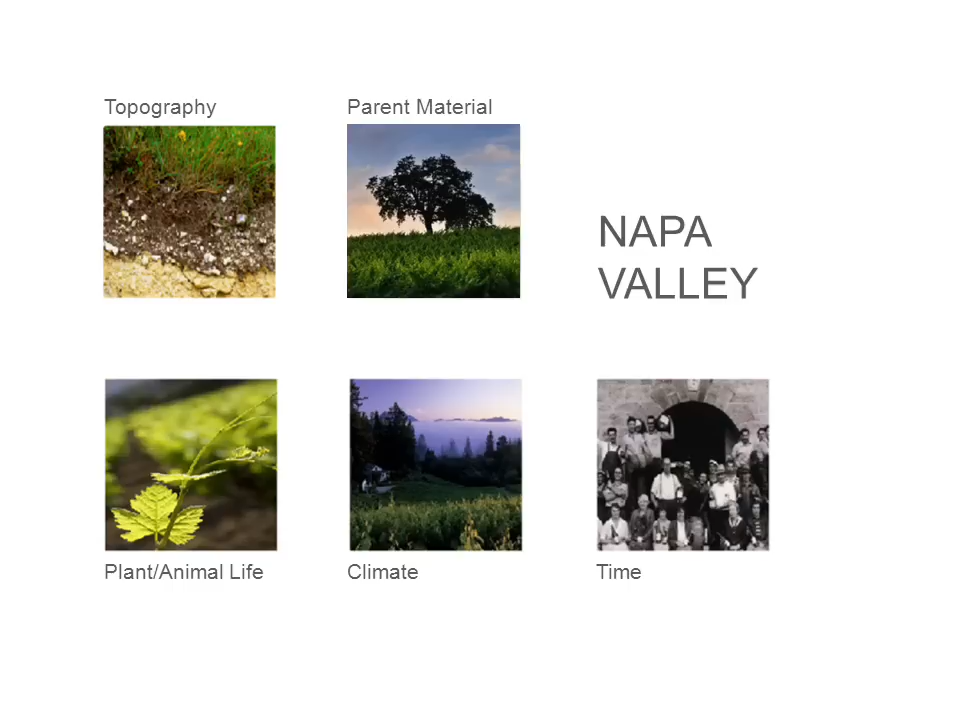 Topography
Parent Material
NAPA
VALLEY
Plant/Animal Life
Climate
Time